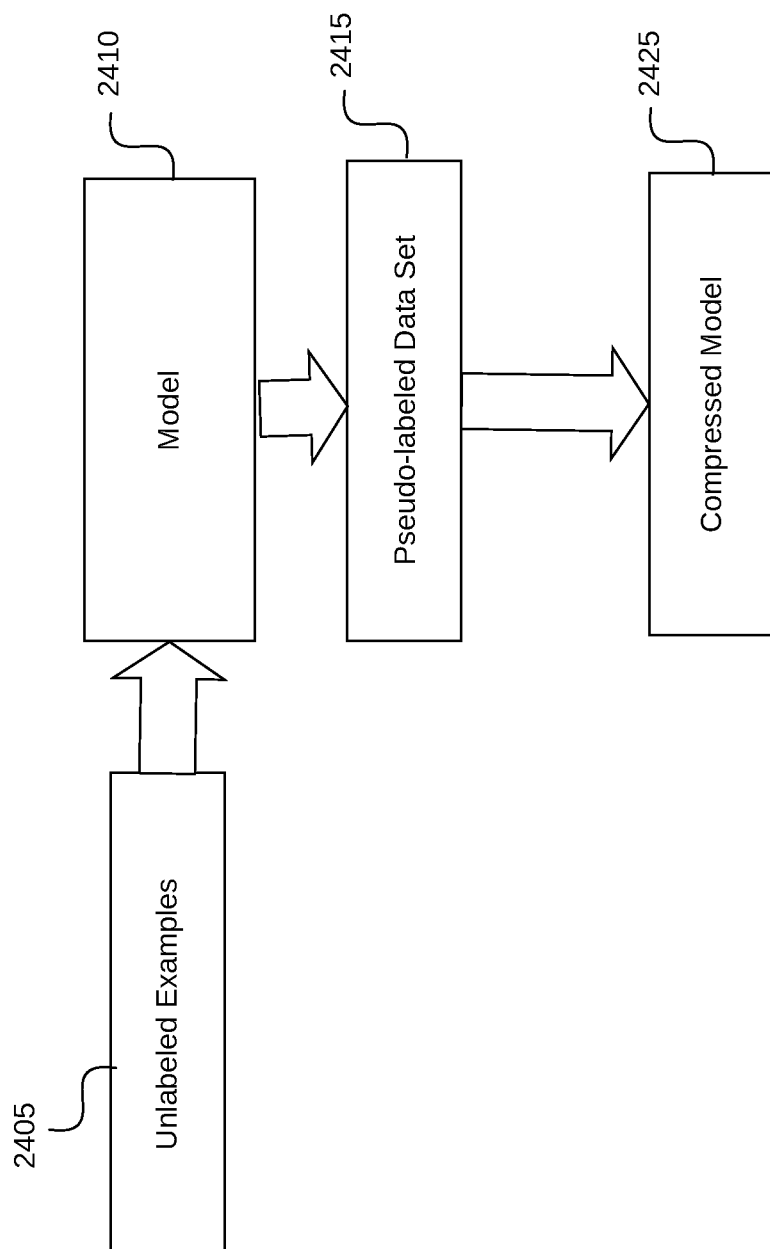 2405
Unlabeled Examples
2410
Model
2415
Pseudo-labeled Data Set
2425
Compressed Model